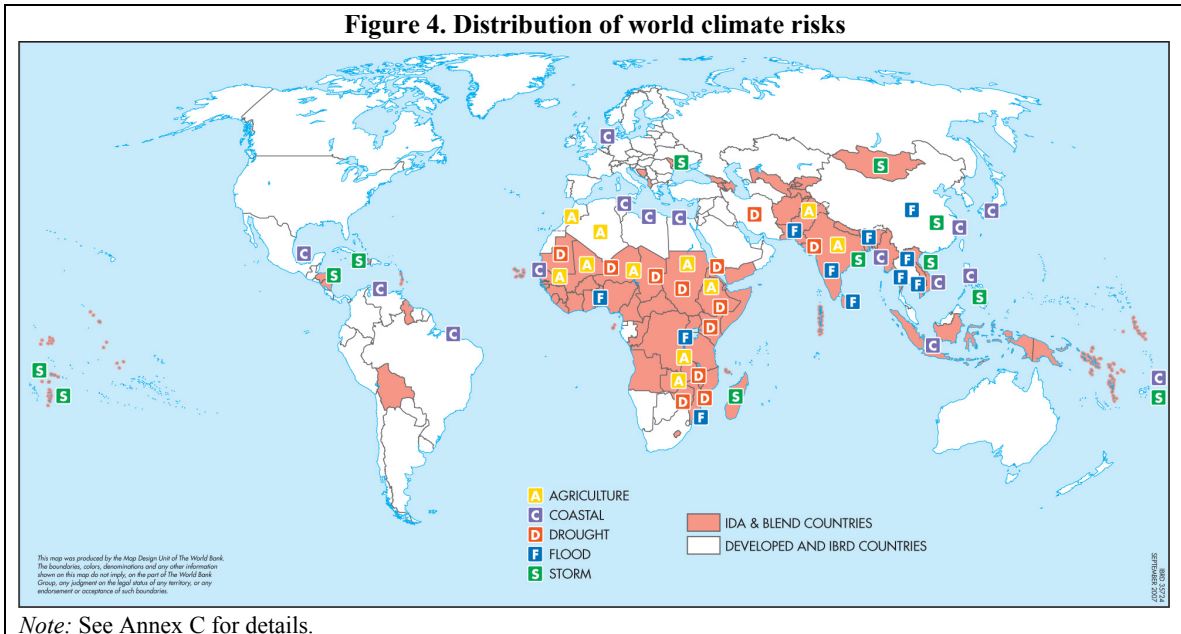 Figure 4. Distribution of world climate risks
C
S
S
C
S
D
A
F
C
S
C
A
A
C
C
C
F
D
A
F
F
S
C
F
S
F
F
C
C
S
F
F
C
C
S
S
S
C
S
C
C
D
A
A
D
A
D
A
D
A
D
D
D
F
F
A
A
D
D
D
F
S
C
S
C
A AGRICULTURE
C COASTAL
D DROUGHT
F FLOOD
S STORM
IDA & BLEND COUNTRIES
DEVELOPED AND IBRD COUNTRIES
This map was produced by the Map Design Unit of The World Bank.
The boundaries, colors, denominations and any other information
shown on this map do not imply, on the part of The World Bank
Group, any judgment on the legal status of any territory, or any
endorsement or acceptance of such boundaries.
IBRD 35724
SEPTEMBER 2007
Note: See Annex C for details.